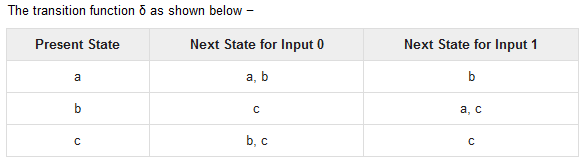 The transition function δ as shown below −
Present State Next State for Input 0 Next State for Input 1
a a, b b
b c a, c
c b, c c